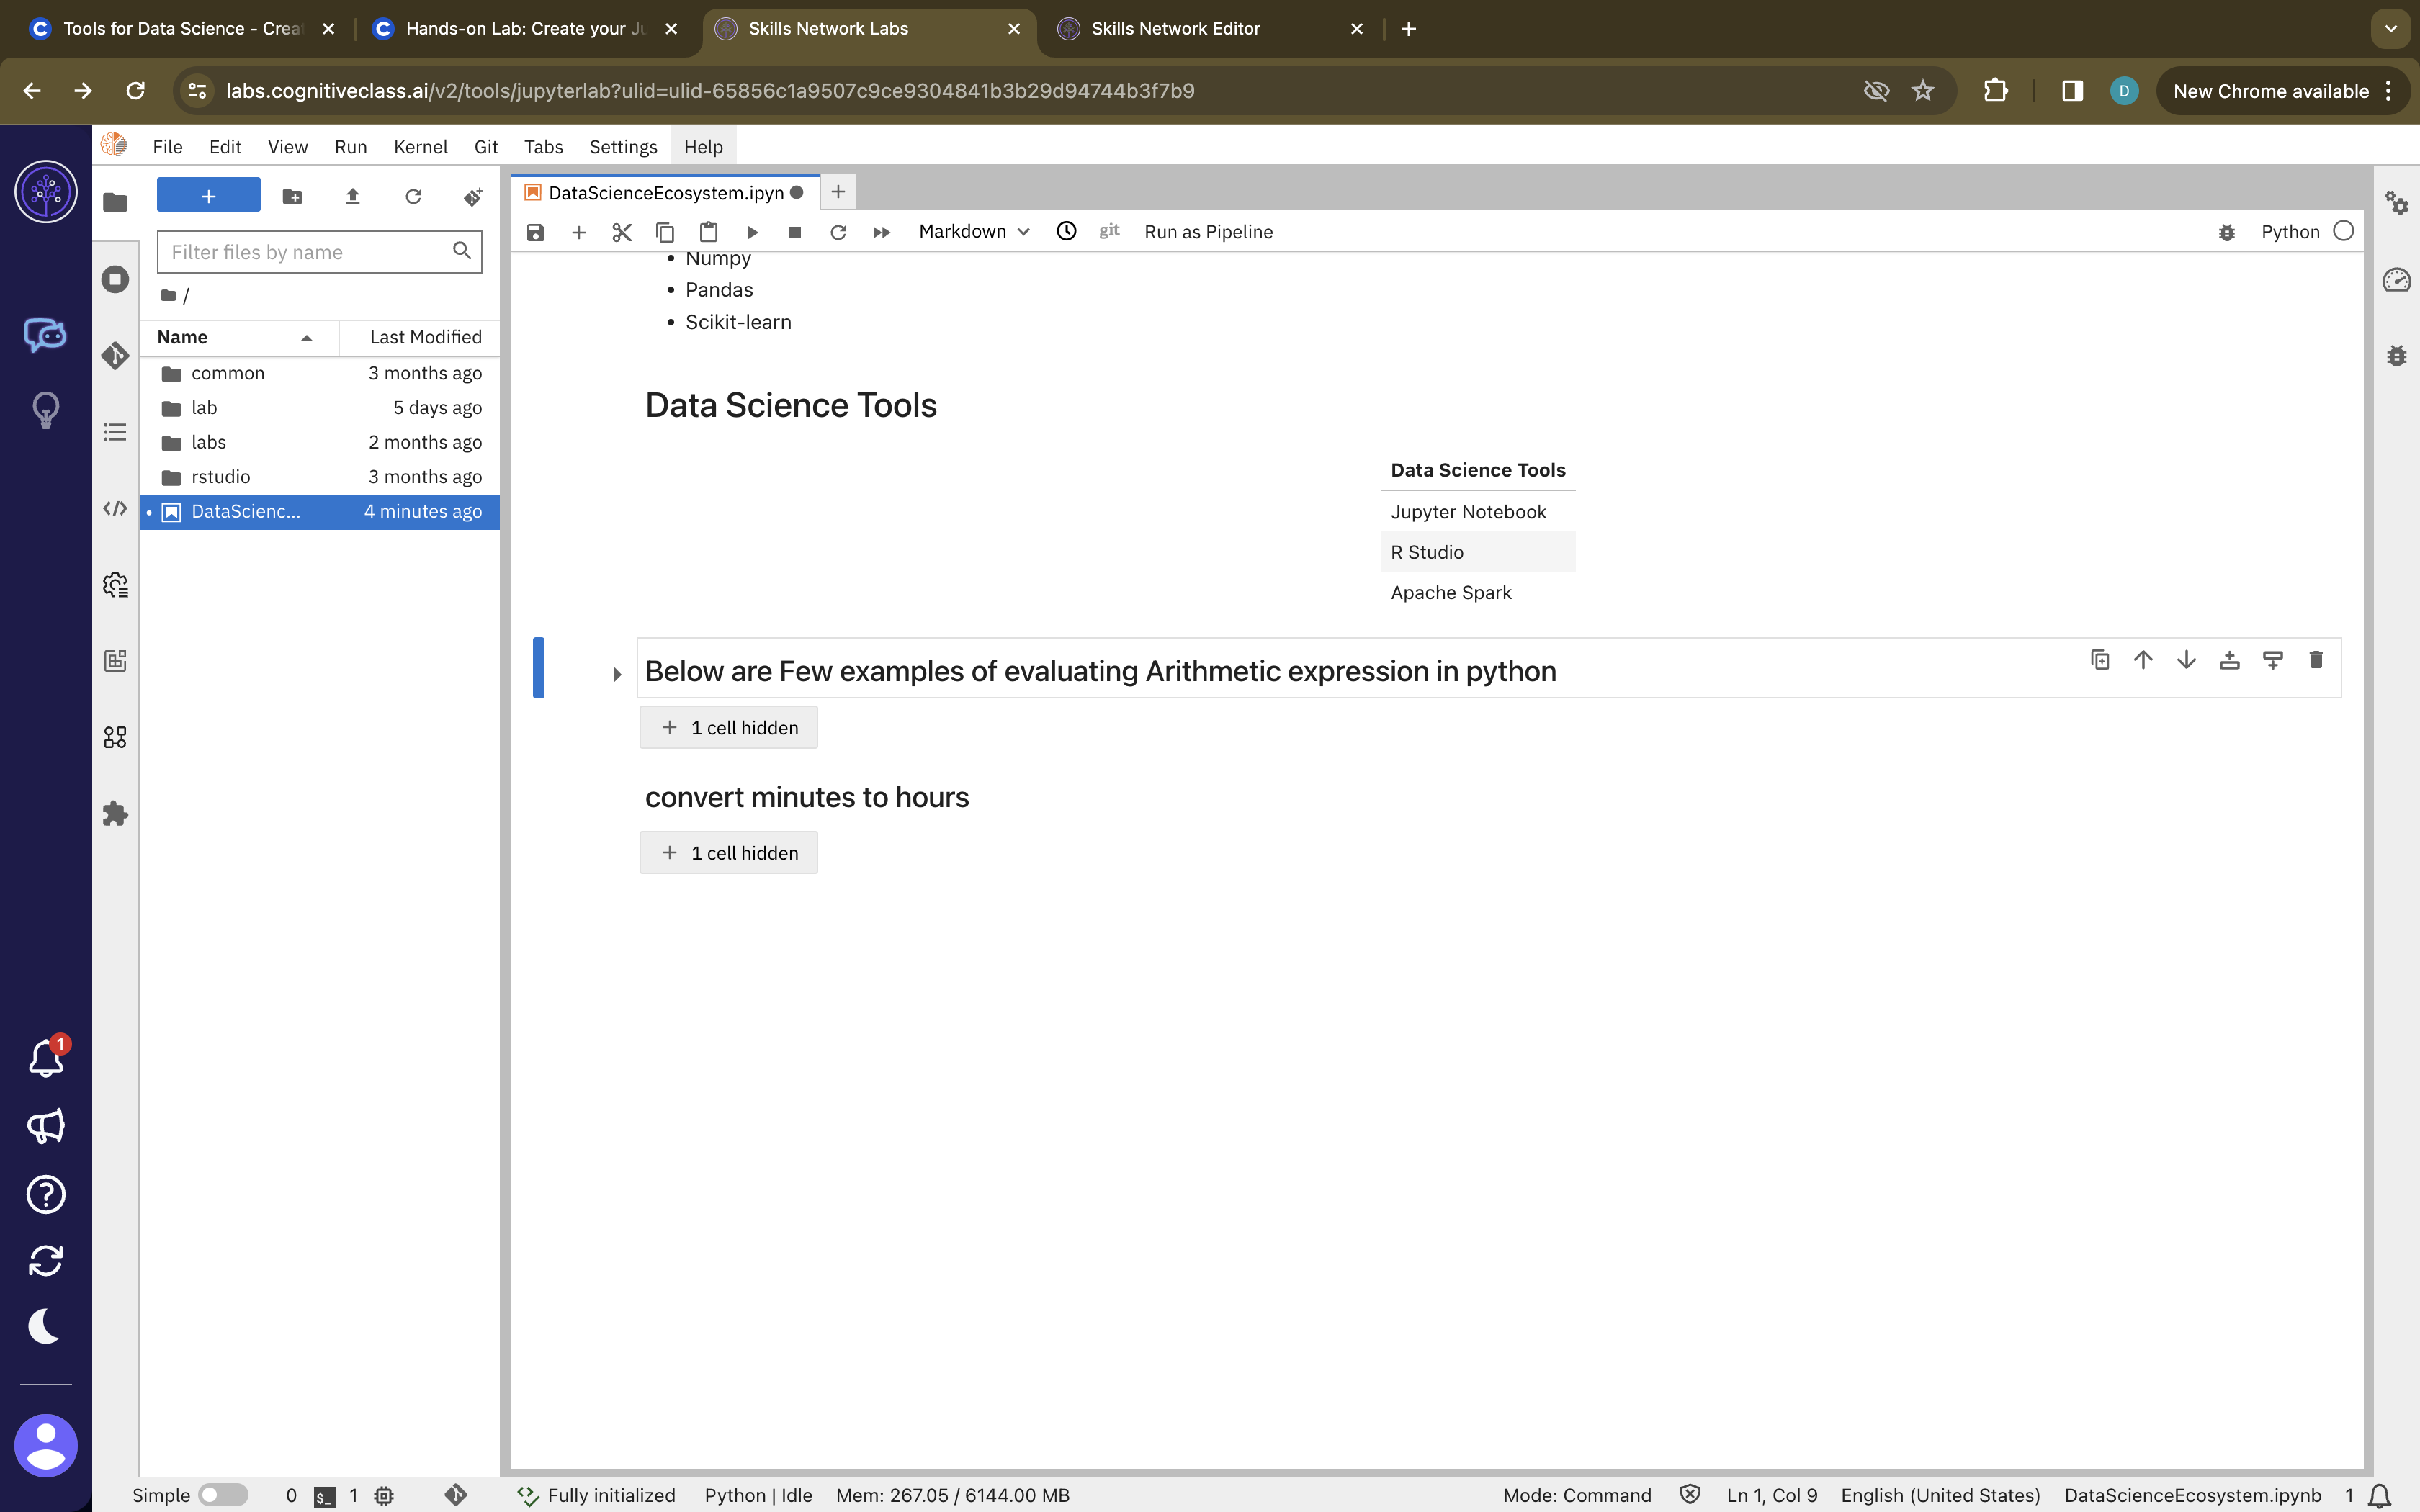 Tools for Data Science - Crea
Hands-on Lab: Create your Ju
Skills Network Labs
Skills Network Editor
labs.cognitiveclass.ai/v2/tools/jupyterlab?ulid=ulid-65856c1a9507c9ce9304841b3b29d94744b3f7b9
D
New Chrome available
File Edit View Run Kernel Git Tabs Settings Help
DataScienceEcosystem.ipyn
Markdown
git
Run as Pipeline
Python
Filter files by name
/
Name Last Modified
common 3 months ago
lab 5 days ago
labs 2 months ago
rstudio 3 months ago
DataScienc... 4 minutes ago
• Numpy
• Pandas
• Scikit-learn
Data Science Tools
Data Science Tools
Jupyter Notebook
R Studio
Apache Spark
Below are Few examples of evaluating Arithmetic expression in python
1 cell hidden
convert minutes to hours
1 cell hidden
1
Simple 0 $_ 1 Fully initialized Python | Idle Mem: 267.05 / 6144.00 MB Mode: Command Ln 1, Col 9 English (United States) DataScienceEcosystem.ipynb 1